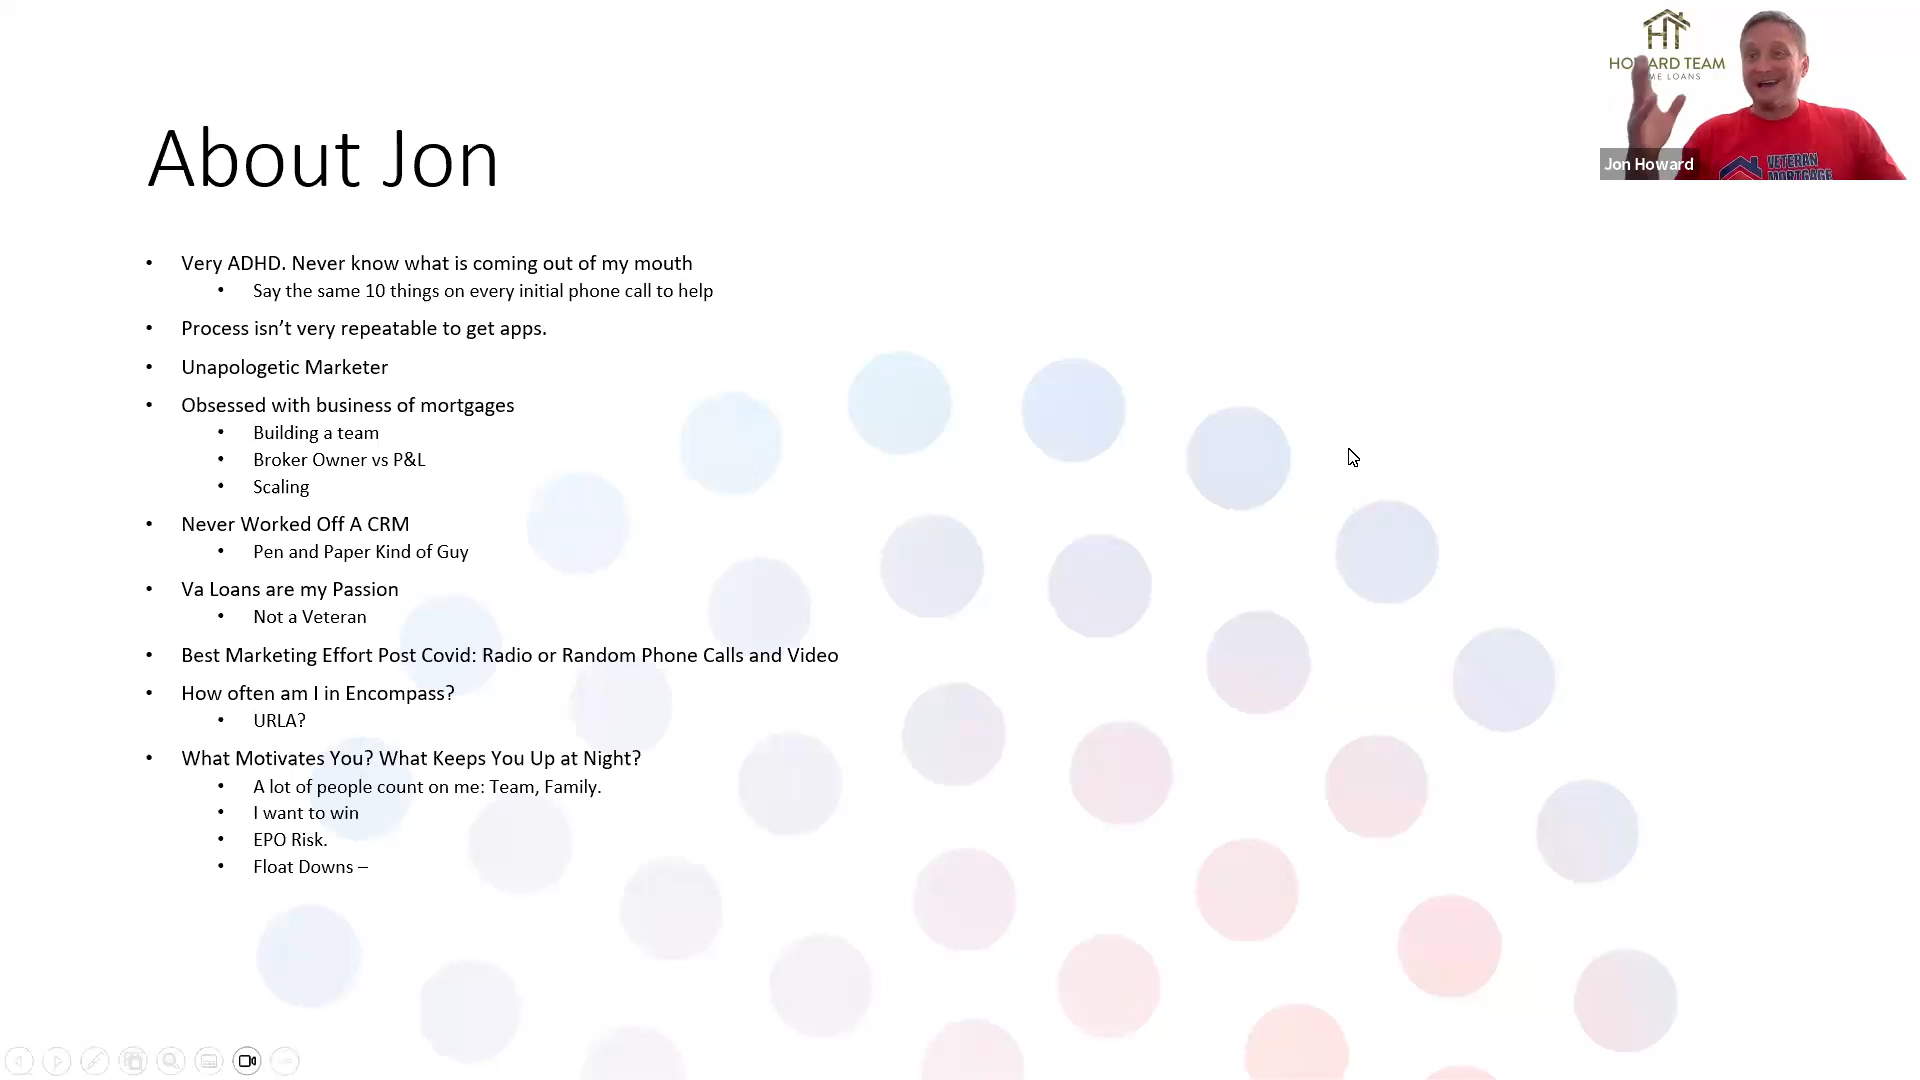 About Jon
Very ADHD. Never know what is coming out of my mouth
Say the same 10 things on every initial phone call to help
Process isn’t very repeatable to get apps.
Unapologetic Marketer
Obsessed with business of mortgages
Building a team
Broker Owner vs P&L
Scaling
Never Worked Off A CRM
Pen and Paper Kind of Guy
Va Loans are my Passion
Not a Veteran
Best Marketing Effort Post Covid: Radio or Random Phone Calls and Video
How often am I in Encompass?
URLA?
What Motivates You? What Keeps You Up at Night?
A lot of people count on me: Team, Family.
I want to win
EPO Risk.
Float Downs –
HT
TEAM
LOANS
Jon Howard
VETERAN
MORTGAGE